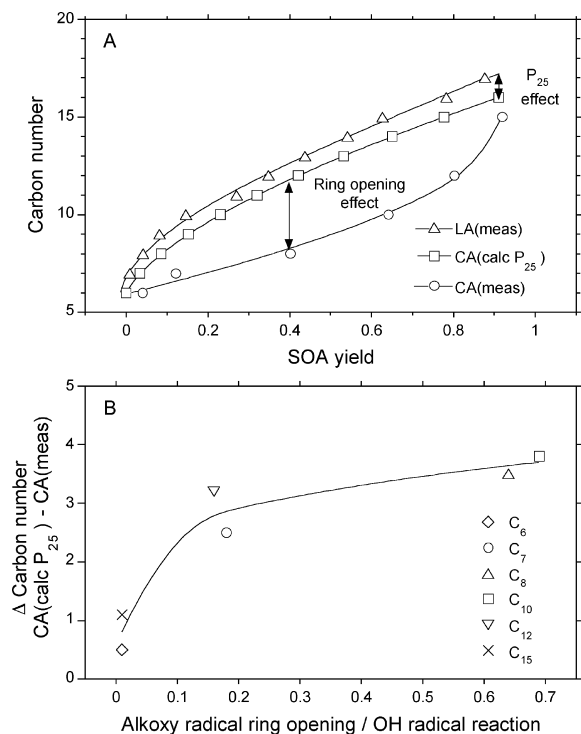 A
20
15
10
5
Carbon number
P25
effect
Ring opening
effect
LA(meas)
CA(calc P25)
CA(meas)
0
0.2
0.4
0.6
0.8
1
SOA yield
B
5
4
3
2
1
0
Δ Carbon number
CA(calc P25) - CA(meas)
C6
C7
C8
C10
C12
C15
0
0.1
0.2
0.3
0.4
0.5
0.6
0.7
Alkoxy radical ring opening / OH radical reaction